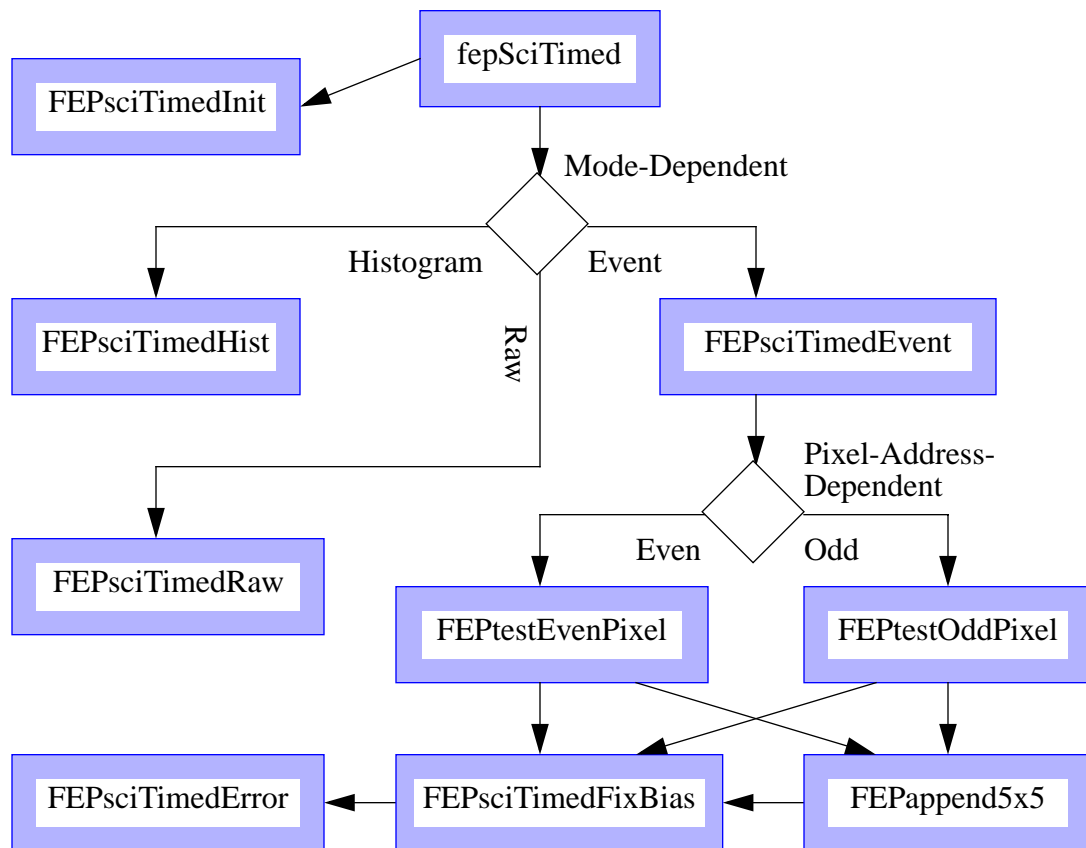 fepSciTimed
FEPsciTimedInit
Mode-Dependent
Histogram
Event
Raw
FEPsciTimedHist
FEPsciTimedEvent
Pixel-Address-
Dependent
Even
Odd
FEPsciTimedRaw
FEPtestEvenPixel
FEPtestOddPixel
FEPsciTimedError
FEPsciTimedFixBias
FEPappend5x5